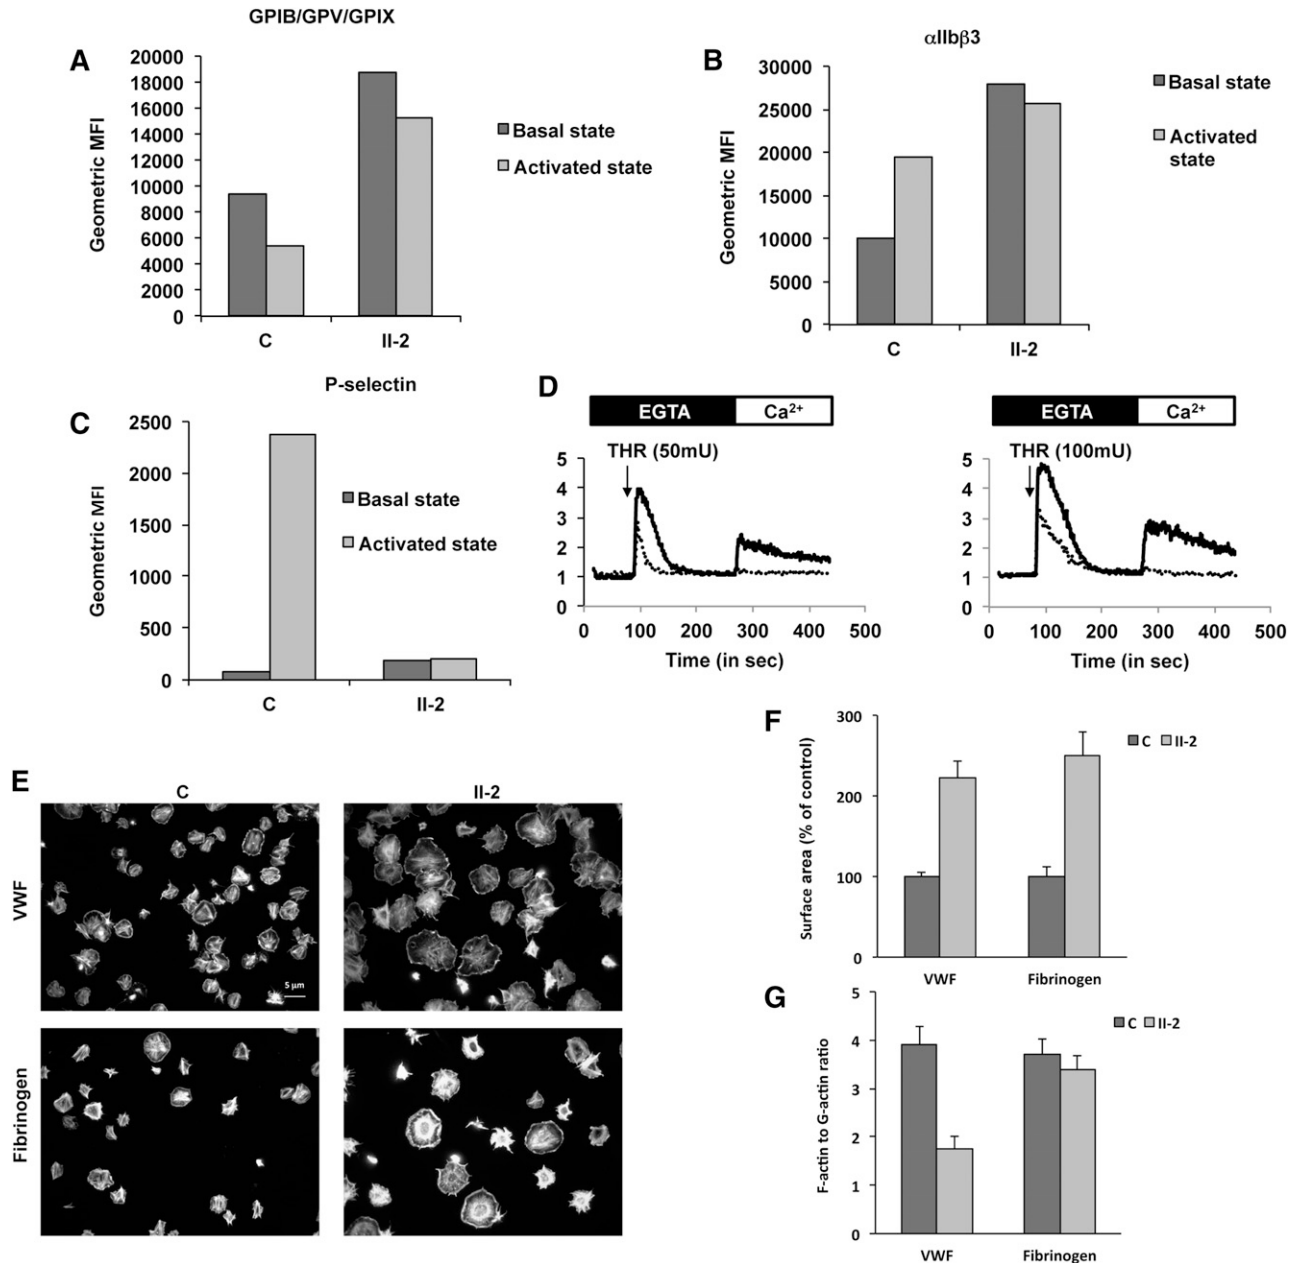 GPIB/GPV/GPIX
A
Geometric MFI
20000
18000
16000
14000
12000
10000
8000
6000
4000
2000
0
C
II-2
Basal state
Activated state
αIIbβ3
B
Geometric MFI
30000
25000
20000
15000
10000
5000
0
C
II-2
Basal state
Activated
state
P-selectin
C
Geometric MFI
2500
2000
1500
1000
500
0
C
II-2
Basal state
Activated state
D
EGTA Ca²⁺
THR (50mU)
5
4
3
2
1
0
0 100 200 300 400 500
Time (in sec)
EGTA Ca²⁺
THR (100mU)
5
4
3
2
1
0
0 100 200 300 400 500
Time (in sec)
E
C II-2
VWF
5 μm
Fibrinogen
F
Surface area (% of control)
300
200
100
0
VWF Fibrinogen
C II-2
G
F-actin to G-actin ratio
5
4
3
2
1
0
VWF Fibrinogen
C II-2